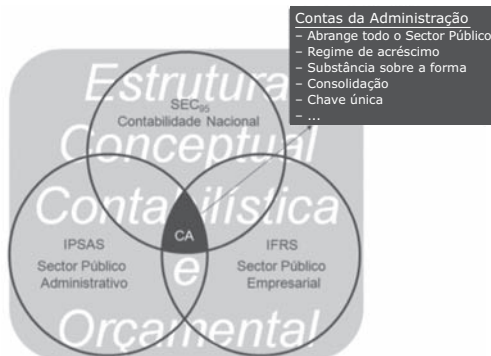 Contas da Administração
– Abrange todo o Sector Público
– Regime de acréscimo
– Substância sobre a forma
– Consolidação
– Chave única
– ...
Estrutura
SEC95
Contabilidade Nacional
Conceptual
Contabilística
CA
IPSAS
Sector Público
Administrativo
e
IFRS
Sector Público
Empresarial
Orçamental